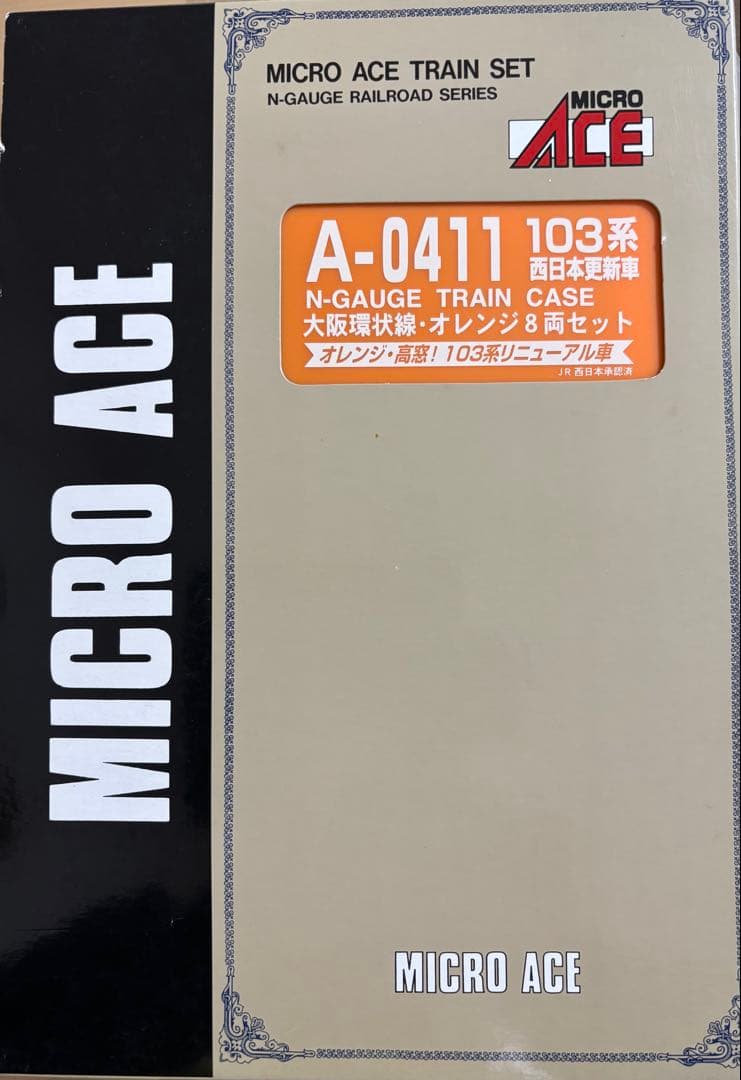 MICRO ACE TRAIN SET
N-GAUGE RAILROAD SERIES
MICRO
ACE
A-0411 103系
西日本更新車
N-GAUGE TRAIN CASE
大阪環状線・オレンジ8両セット
オレンジ・高窓!103系リニューアル車
JR西日本承認済
MICRO ACE
MICRO ACE